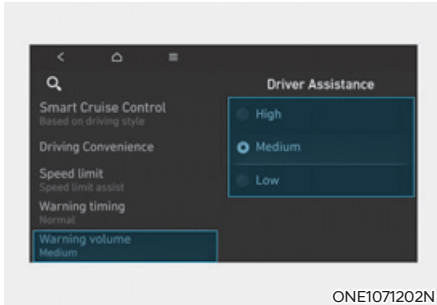 Driver Assistance
Smart Cruise Control
Based on driving style
Driving Convenience
Speed limit
Speed limit assist
Warning timing
Normal
Warning volume
Medium
High
Medium
Low
ONE1071202N